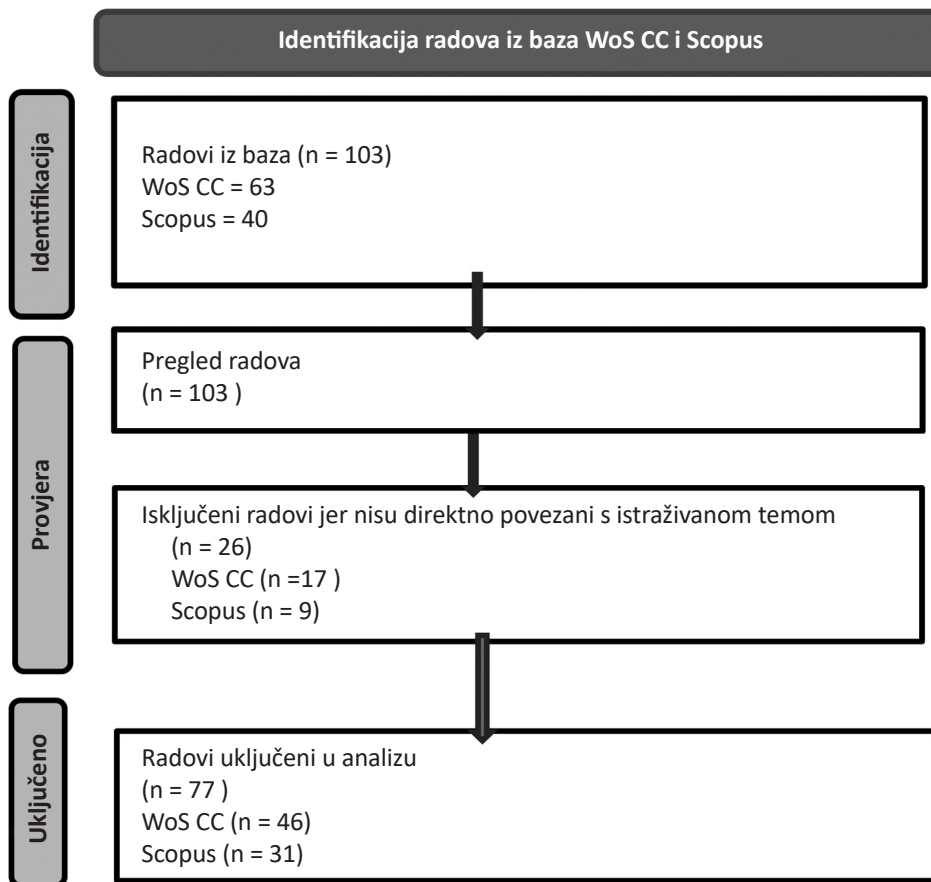 Identifikacija radova iz baza WoS CC i Scopus
Identifikacija
Radovi iz baza (n = 103)
WoS CC = 63
Scopus = 40
Provjera
Pregled radova
(n = 103 )
Isključeni radovi jer nisu direktno povezani s istraživanom temom
(n = 26)
WoS CC (n =17 )
Scopus (n = 9)
Uključeno
Radovi uključeni u analizu
(n = 77 )
WoS CC (n = 46)
Scopus (n = 31)